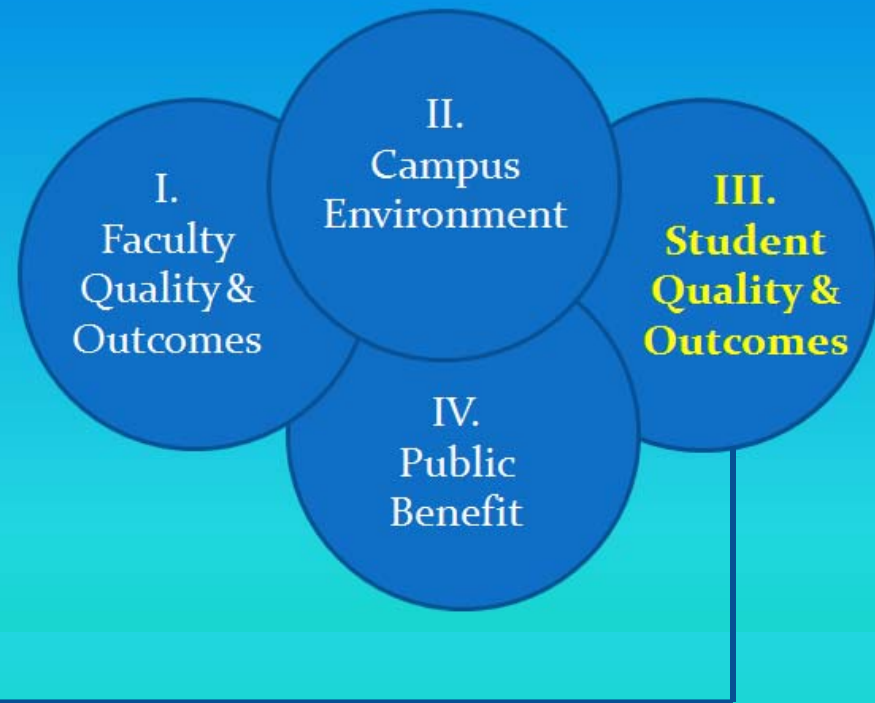 I.
Faculty
Quality &
Outcomes
II.
Campus
Environment
III.
Student
Quality &
Outcomes
IV.
Public
Benefit